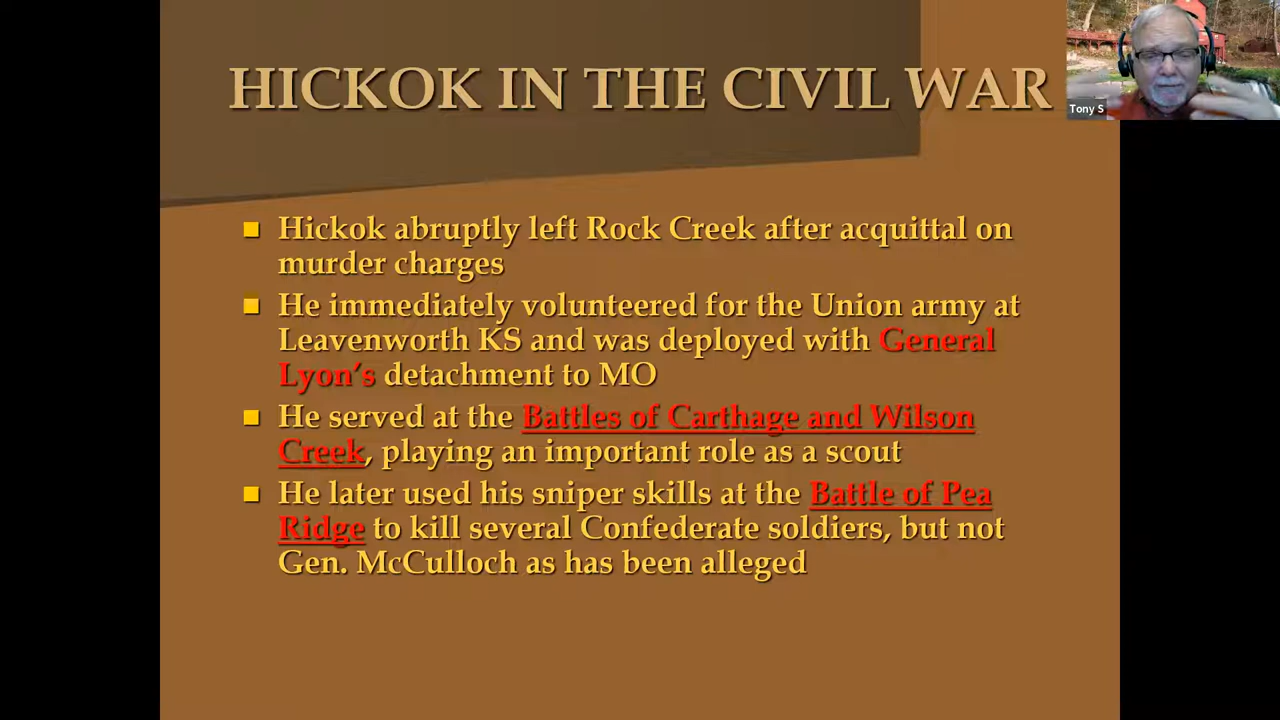 HICKOK IN THE CIVIL WAR
Tony S
Hickok abruptly left Rock Creek after acquittal on
murder charges
He immediately volunteered for the Union army at
Leavenworth KS and was deployed with General
Lyon's detachment to MO
He served at the Battles of Carthage and Wilson
Creek, playing an important role as a scout
He later used his sniper skills at the Battle of Pea
Ridge to kill several Confederate soldiers, but not
Gen. McCulloch as has been alleged